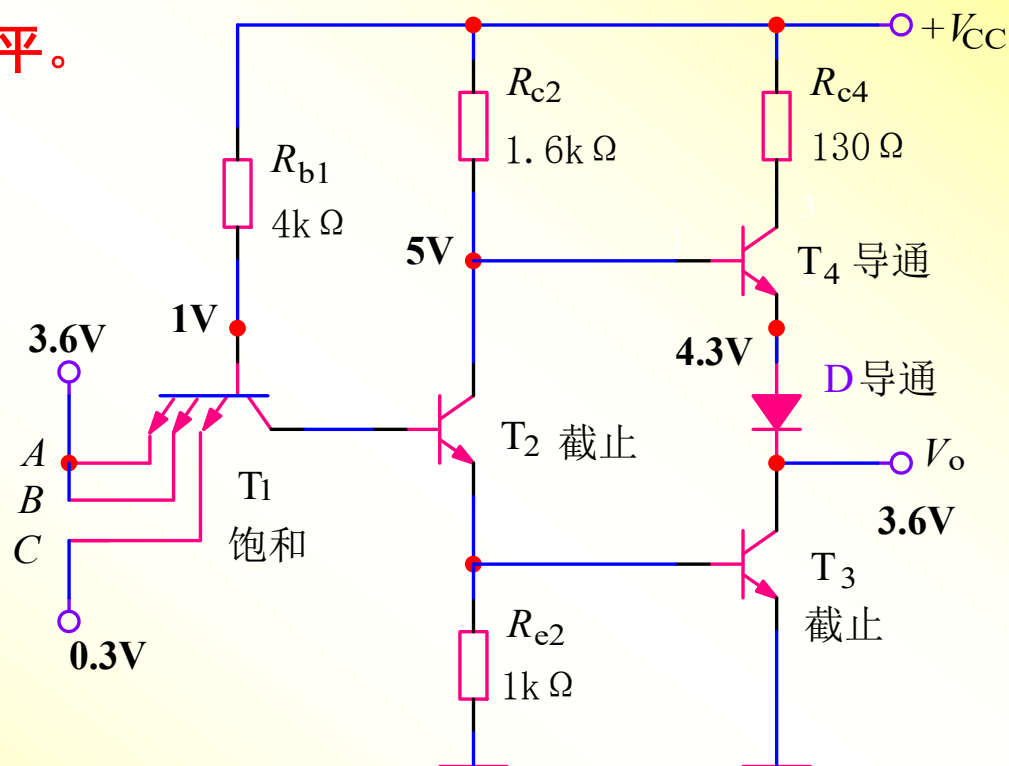 平。
+VCC
Rc2
1.6kΩ
Rc4
130Ω
Rb1
4kΩ
3
5V
T4 导通
1V
3.6V
4.3V
D导通
A
B
C
T1
饱和
T2 截止
Vo
3.6V
T3
截止
0.3V
Re2
1kΩ